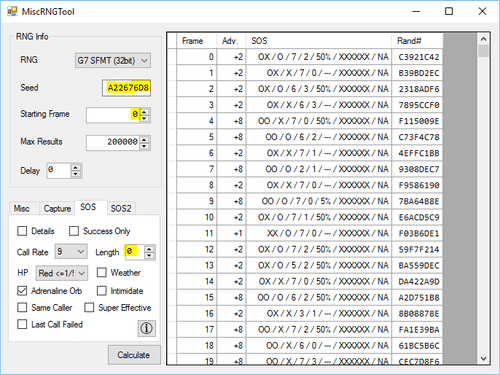 MiscRNGTool
RNG Info
RNG G7 SFMT (32bit)
Seed A22676D8
Starting Frame 0
Max Results 200000
Delay 0
Misc Capture SOS SOS2
Details Success Only
Call Rate 9 Length 0
HP Red <=1/5 Weather
Adrenaline Orb Intimidate
Same Caller Super Effective
Last Call Failed
Calculate
Frame Adv. SOS Rand#
0 +2 OX / O / 7 / 2 / 50% / XXXXXX / NA C3921C42
1 +2 OX / X / 7 / 0 / --- / XXXXXX / NA B39BD2EC
2 +2 OX / O / 6 / 3 / 50% / XXXXXX / NA 2318ADF6
3 +2 OX / X / 6 / 3 / --- / XXXXXX / NA 7895CCF0
4 +8 OO / X / 7 / 0 / 50% / XXXXXX / NA F115009E
5 +8 OO / O / 6 / 2 / --- / XXXXXX / NA C73F4C78
6 +2 OX / X / 7 / 1 / --- / XXXXXX / NA 4EFFC1BB
7 +8 OO / O / 2 / 1 / --- / XXXXXX / NA 9308DEC7
8 +2 OX / X / 7 / 0 / --- / XXXXXX / NA F9586190
9 +8 OO / O / 7 / 0 / 5% / XXXXXX / NA 7BA64B8E
10 +2 OX / O / 7 / 1 / 50% / XXXXXX / NA E6ACD5C9
11 +1 XX / O / 7 / 0 / --- / XXXXXX / NA F03B6DE1
12 +2 OX / O / 7 / 2 / 50% / XXXXXX / NA 59F7F214
13 +2 OX / O / 5 / 2 / 50% / XXXXXX / NA BA559DEC
14 +2 OX / X / 7 / 0 / --- / XXXXXX / NA DA422A9D
15 +8 OO / O / 6 / 2 / 50% / XXXXXX / NA A2D751B8
16 +2 OX / X / 3 / 1 / --- / XXXXXX / NA 8B08878E
17 +8 OO / X / 7 / 2 / 50% / XXXXXX / NA FA1E39BA
18 +8 OO / X / 6 / 0 / --- / XXXXXX / NA 61BC5B6C
19 +8 OO / X / 7 / 3 / --- / XXXXXX / NA CEC7D8F6